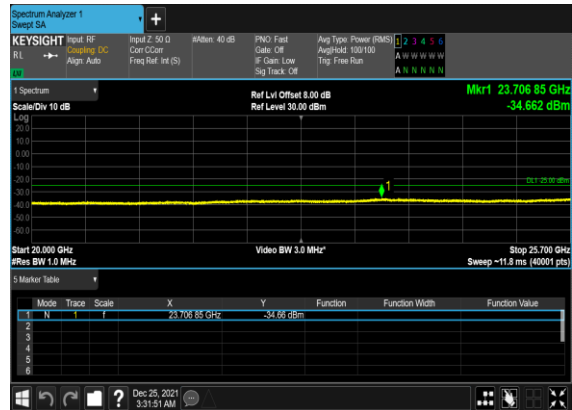 Spectrum Analyzer 1
Swept SA
+
KEYSIGHT Input: RF Input Z: 50 Ω #Atten: 40 dB PNO: Fast Avg Type: Power (RMS) 1 2 3 4 5 6
RL Coupling: DC Corr CCorr Gate: Off Avg|Hold: 100/100 A W W W W W
Align: Auto Freq Ref: Int (S) IF Gain: Low Trig: Free Run
Sig Track: Off A N N N N N
1 Spectrum Ref Lvl Offset 8.00 dB Mkr1 23.706 85 GHz
Scale/Div 10 dB Ref Level 30.00 dBm -34.662 dBm
Log
20.0
10.0
0.00
-10.0
-20.0
-30.0
-40.0
-50.0
-60.0
1
DL1 -25.00 dBm
Start 20.000 GHz Video BW 3.0 MHz* Stop 25.700 GHz
#Res BW 1.0 MHz Sweep ~11.8 ms (40001 pts)
5 Marker Table
Mode Trace Scale X Y Function Function Width Function Value
1 N 1 f 23.706 85 GHz -34.66 dBm
2
3
4
5
6
? Dec 25, 2021
3:31:51 AM